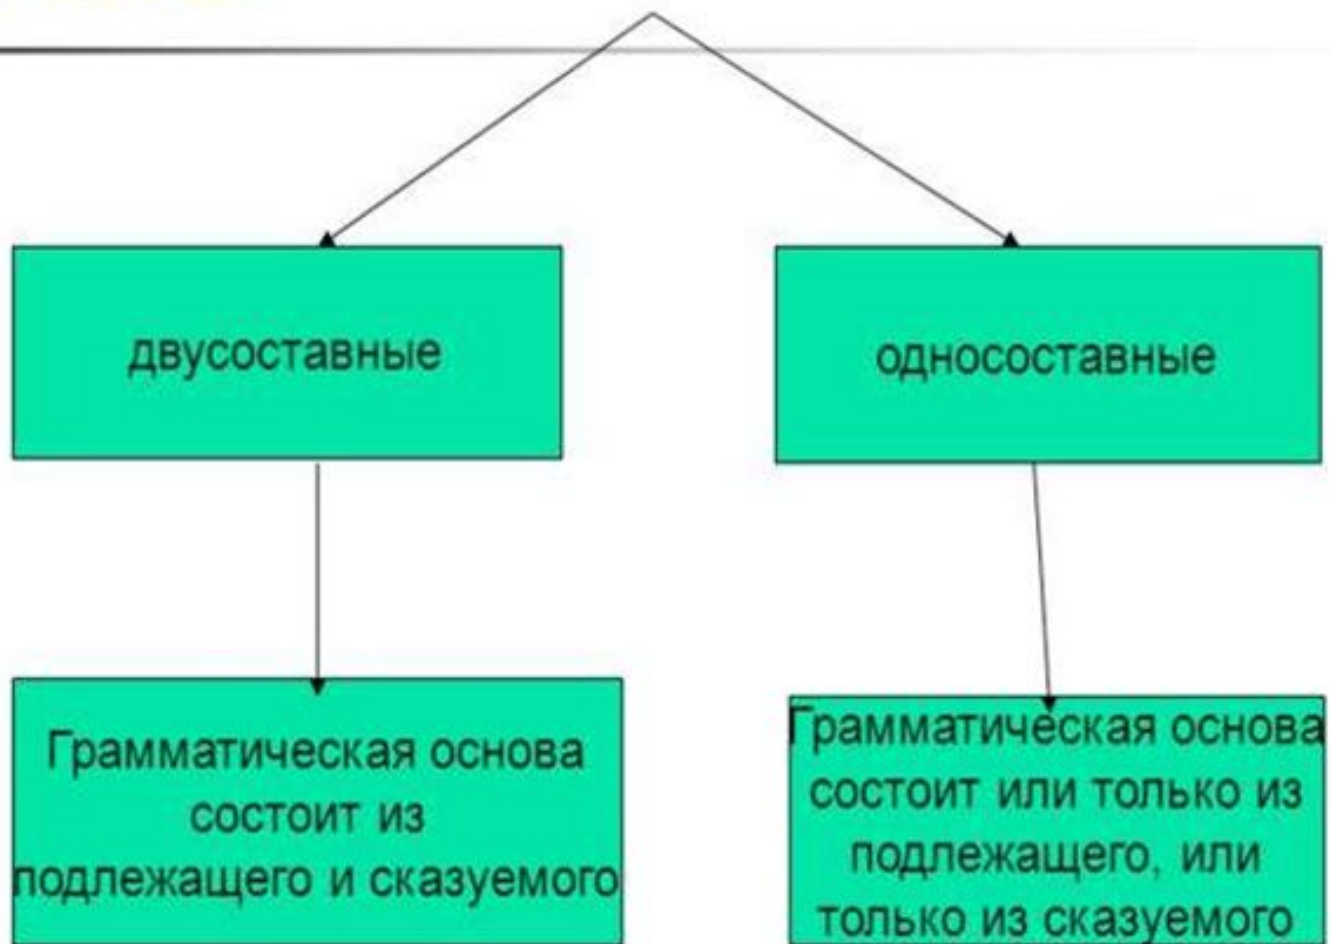 двусоставные
односоставные
Грамматическая основа
состоит из
подлежащего и сказуемого
Грамматическая основа
состоит или только из
подлежащего, или
только из сказуемого